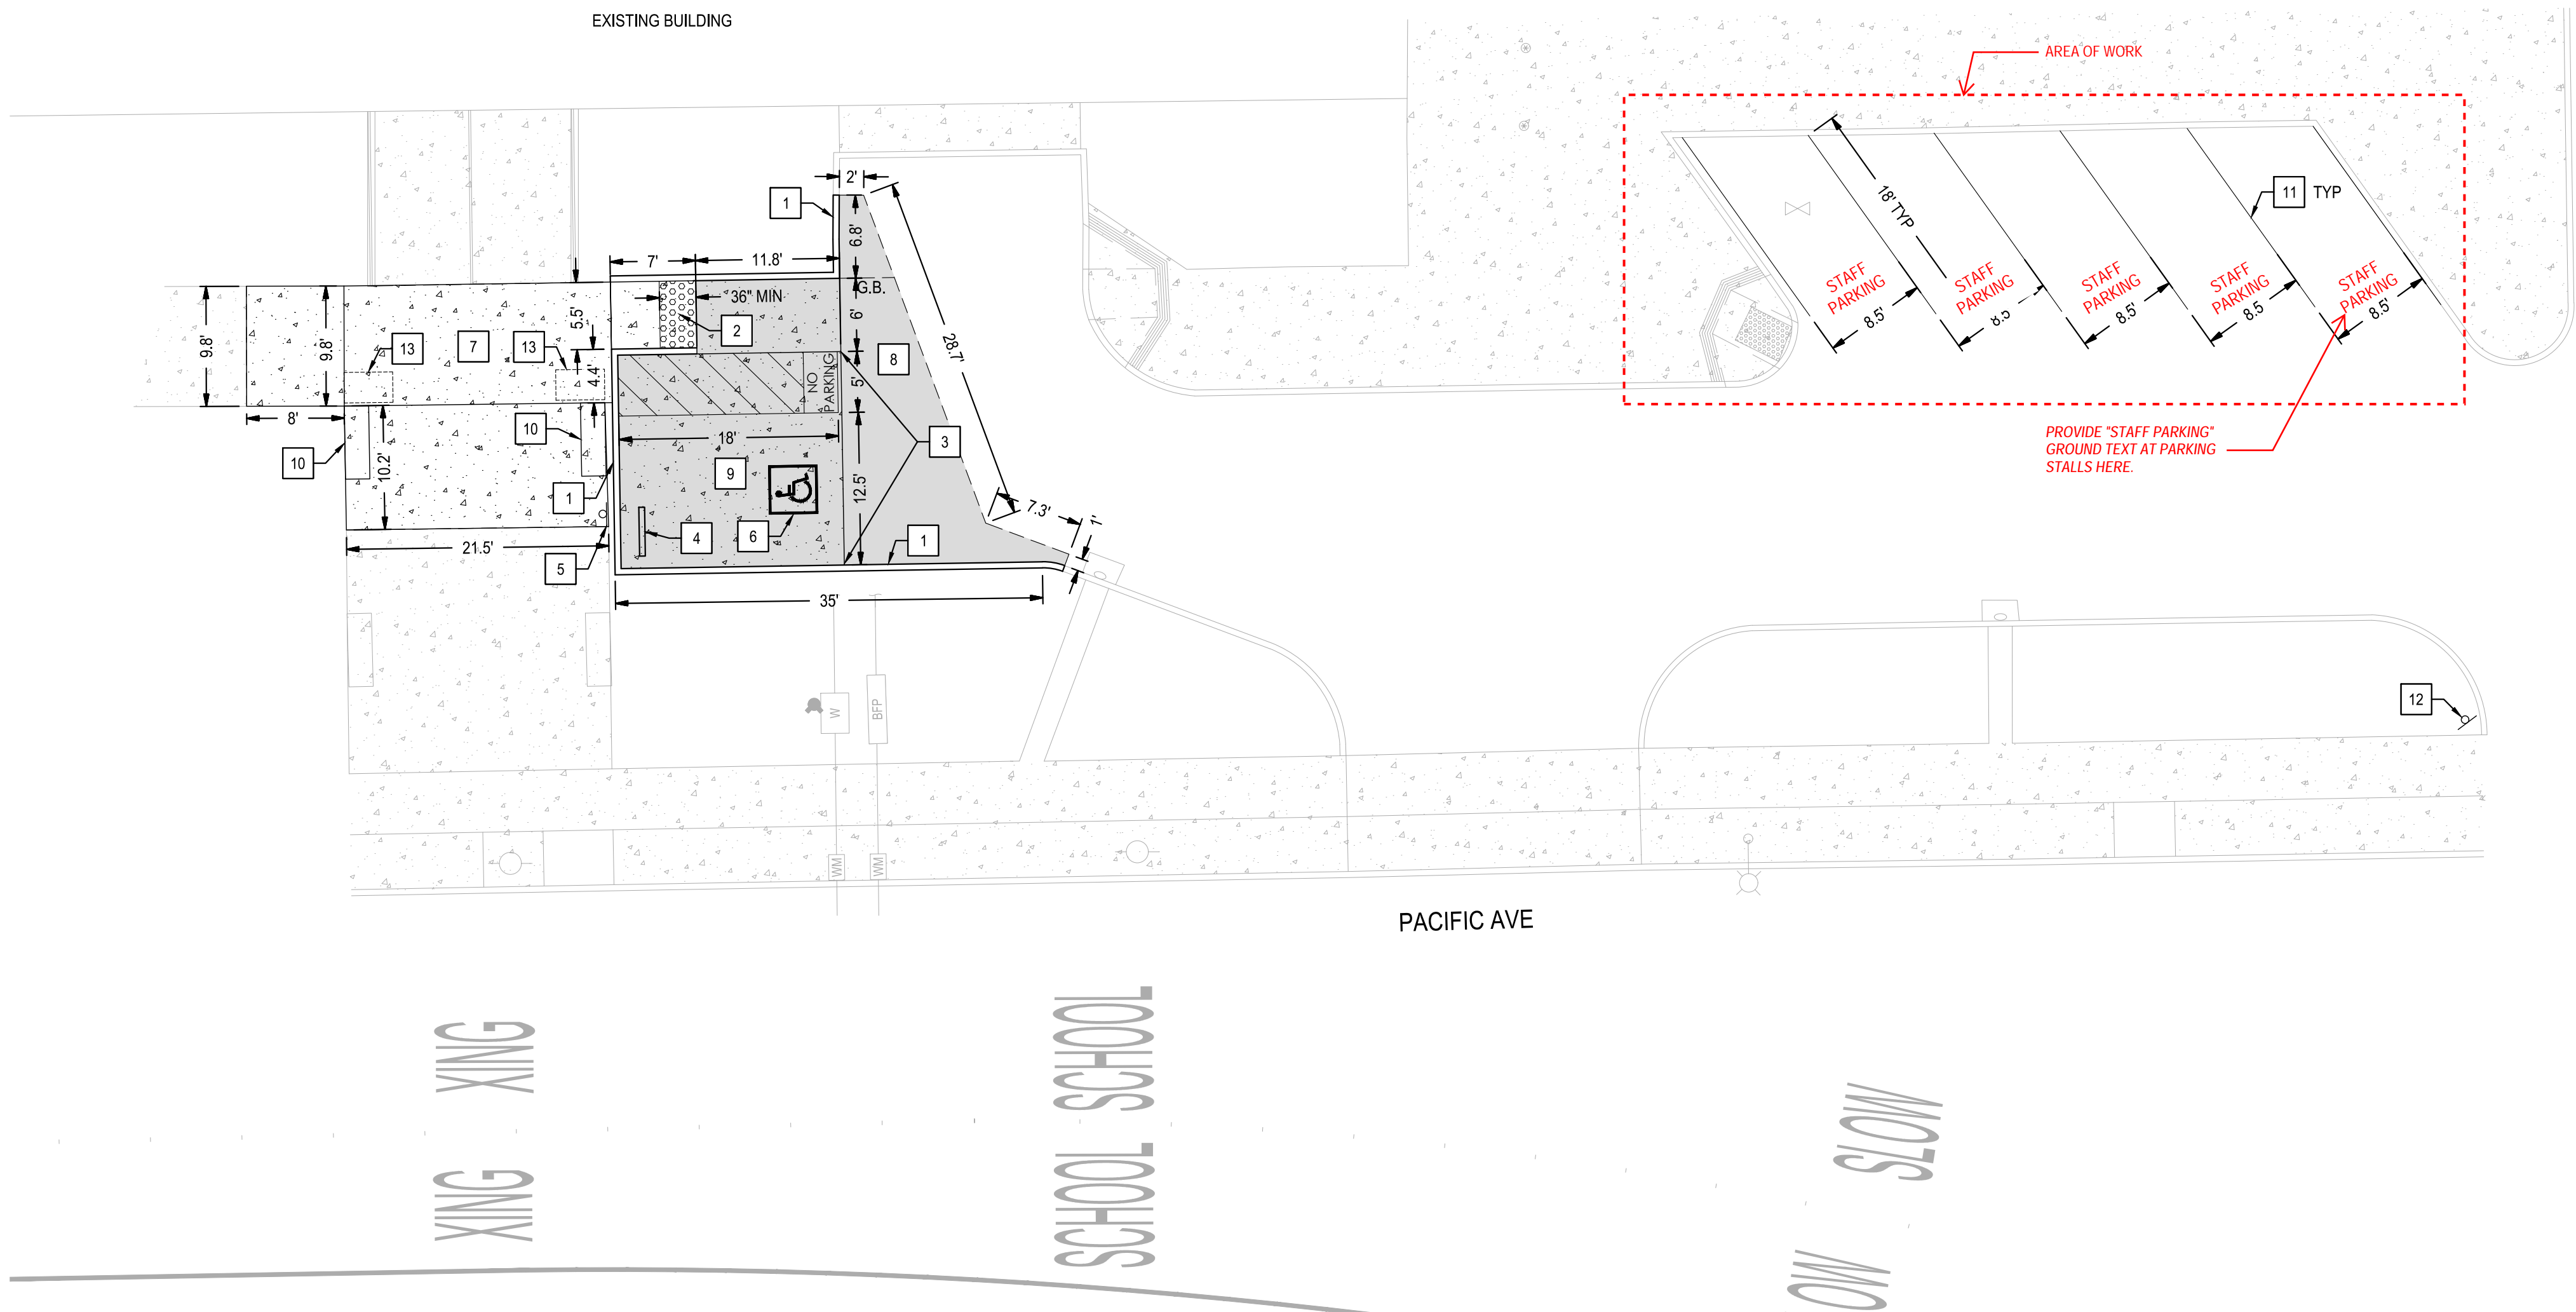 EXISTING BUILDING
AREA OF WORK
2'
1
6.8'
28.7'
18' TYP
11 TYP
7'
11.8'
G.B.
36" MIN
2
6'
5.5'
9.8'
9.8'
13
7
13
4.4'
NO
PARKING
5'
8
STAFF
PARKING
STAFF
PARKING
STAFF
PARKING
STAFF
PARKING
STAFF
PARKING
8.5'
8.5
8.5'
8.5
8.5'
8'
10
10
10.2'
18'
3
9
12.5'
PROVIDE "STAFF PARKING"
GROUND TEXT AT PARKING
STALLS HERE.
1
4
6
1
7.3'
1'
21.5'
5
35'
W
BFP
12
WM
WM
PACIFIC AVE
XING XING
SCHOOL SCHOOL
SLOW
XING XING
SCHOOL SCHOOL
OW